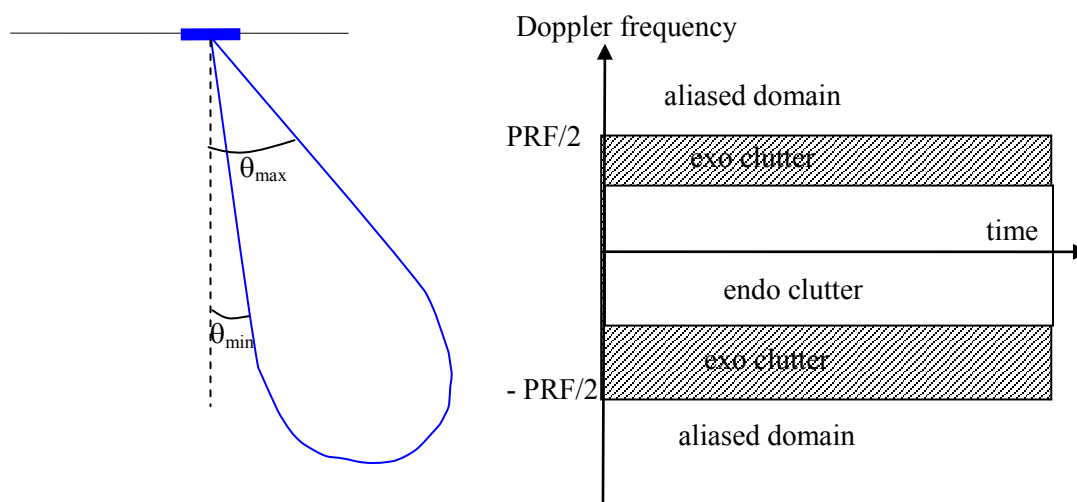 θmax
θmin
Doppler frequency
aliased domain
PRF/2
exo clutter
time
endo clutter
exo clutter
- PRF/2
aliased domain